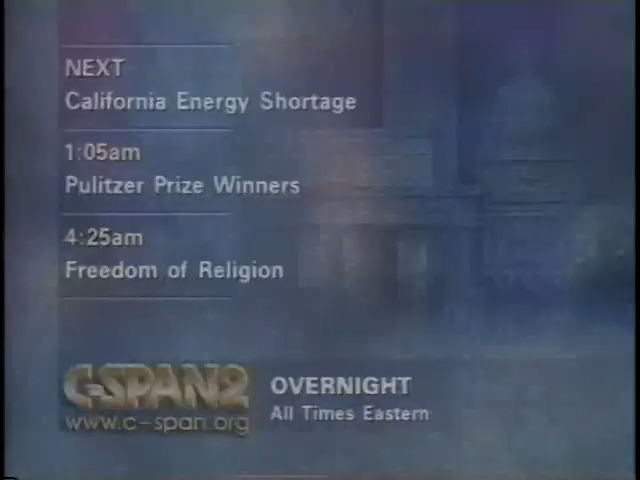 NEXT
California Energy Shortage
1:05am
Pulitzer Prize Winners
4:25am
Freedom of Religion
C-SPAN2
www.c-span.org
OVERNIGHT
All Times Eastern